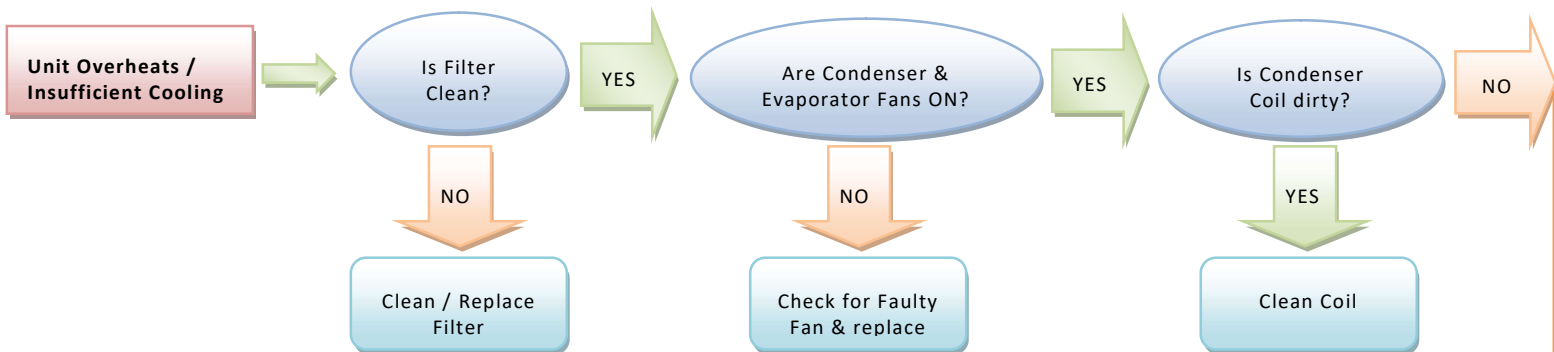 Unit Overheats /
Insufficient Cooling
Is Filter
Clean?
YES
Are Condenser &
Evaporator Fans ON?
YES
Is Condenser
Coil dirty?
NO
NO
NO
YES
Clean / Replace
Filter
Check for Faulty
Fan & replace
Clean Coil